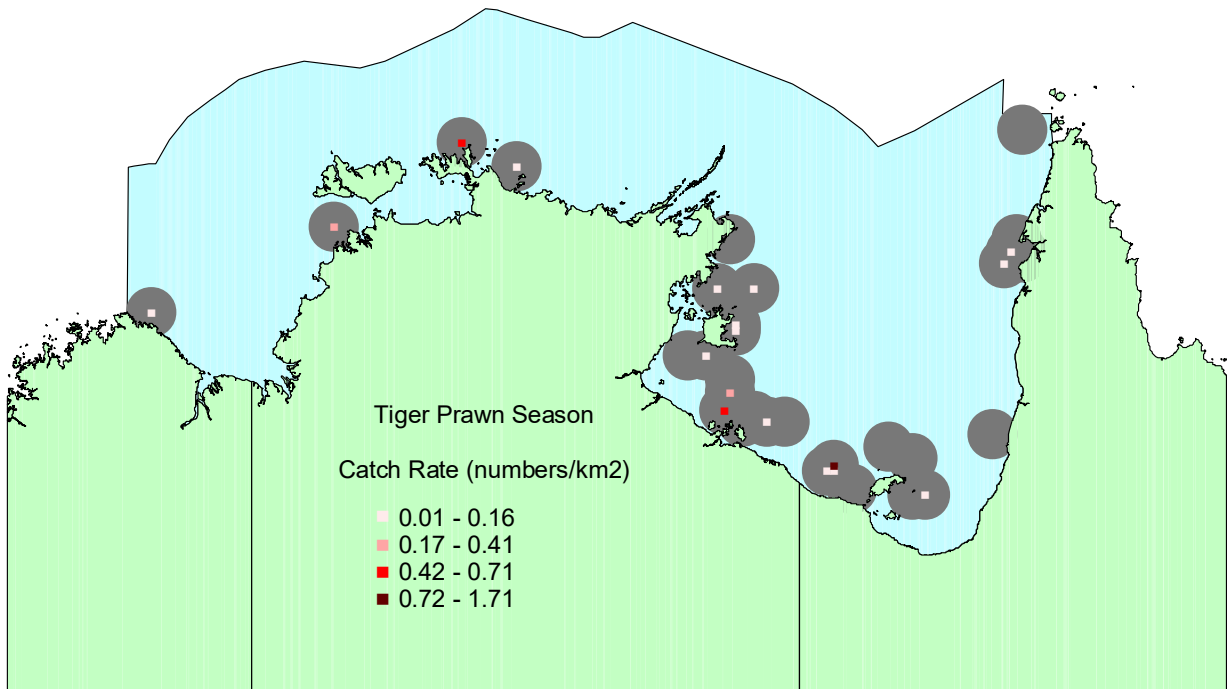 Tiger Prawn Season
Catch Rate (numbers/km2)
0.01 - 0.16
0.17 - 0.41
0.42 - 0.71
0.72 - 1.71